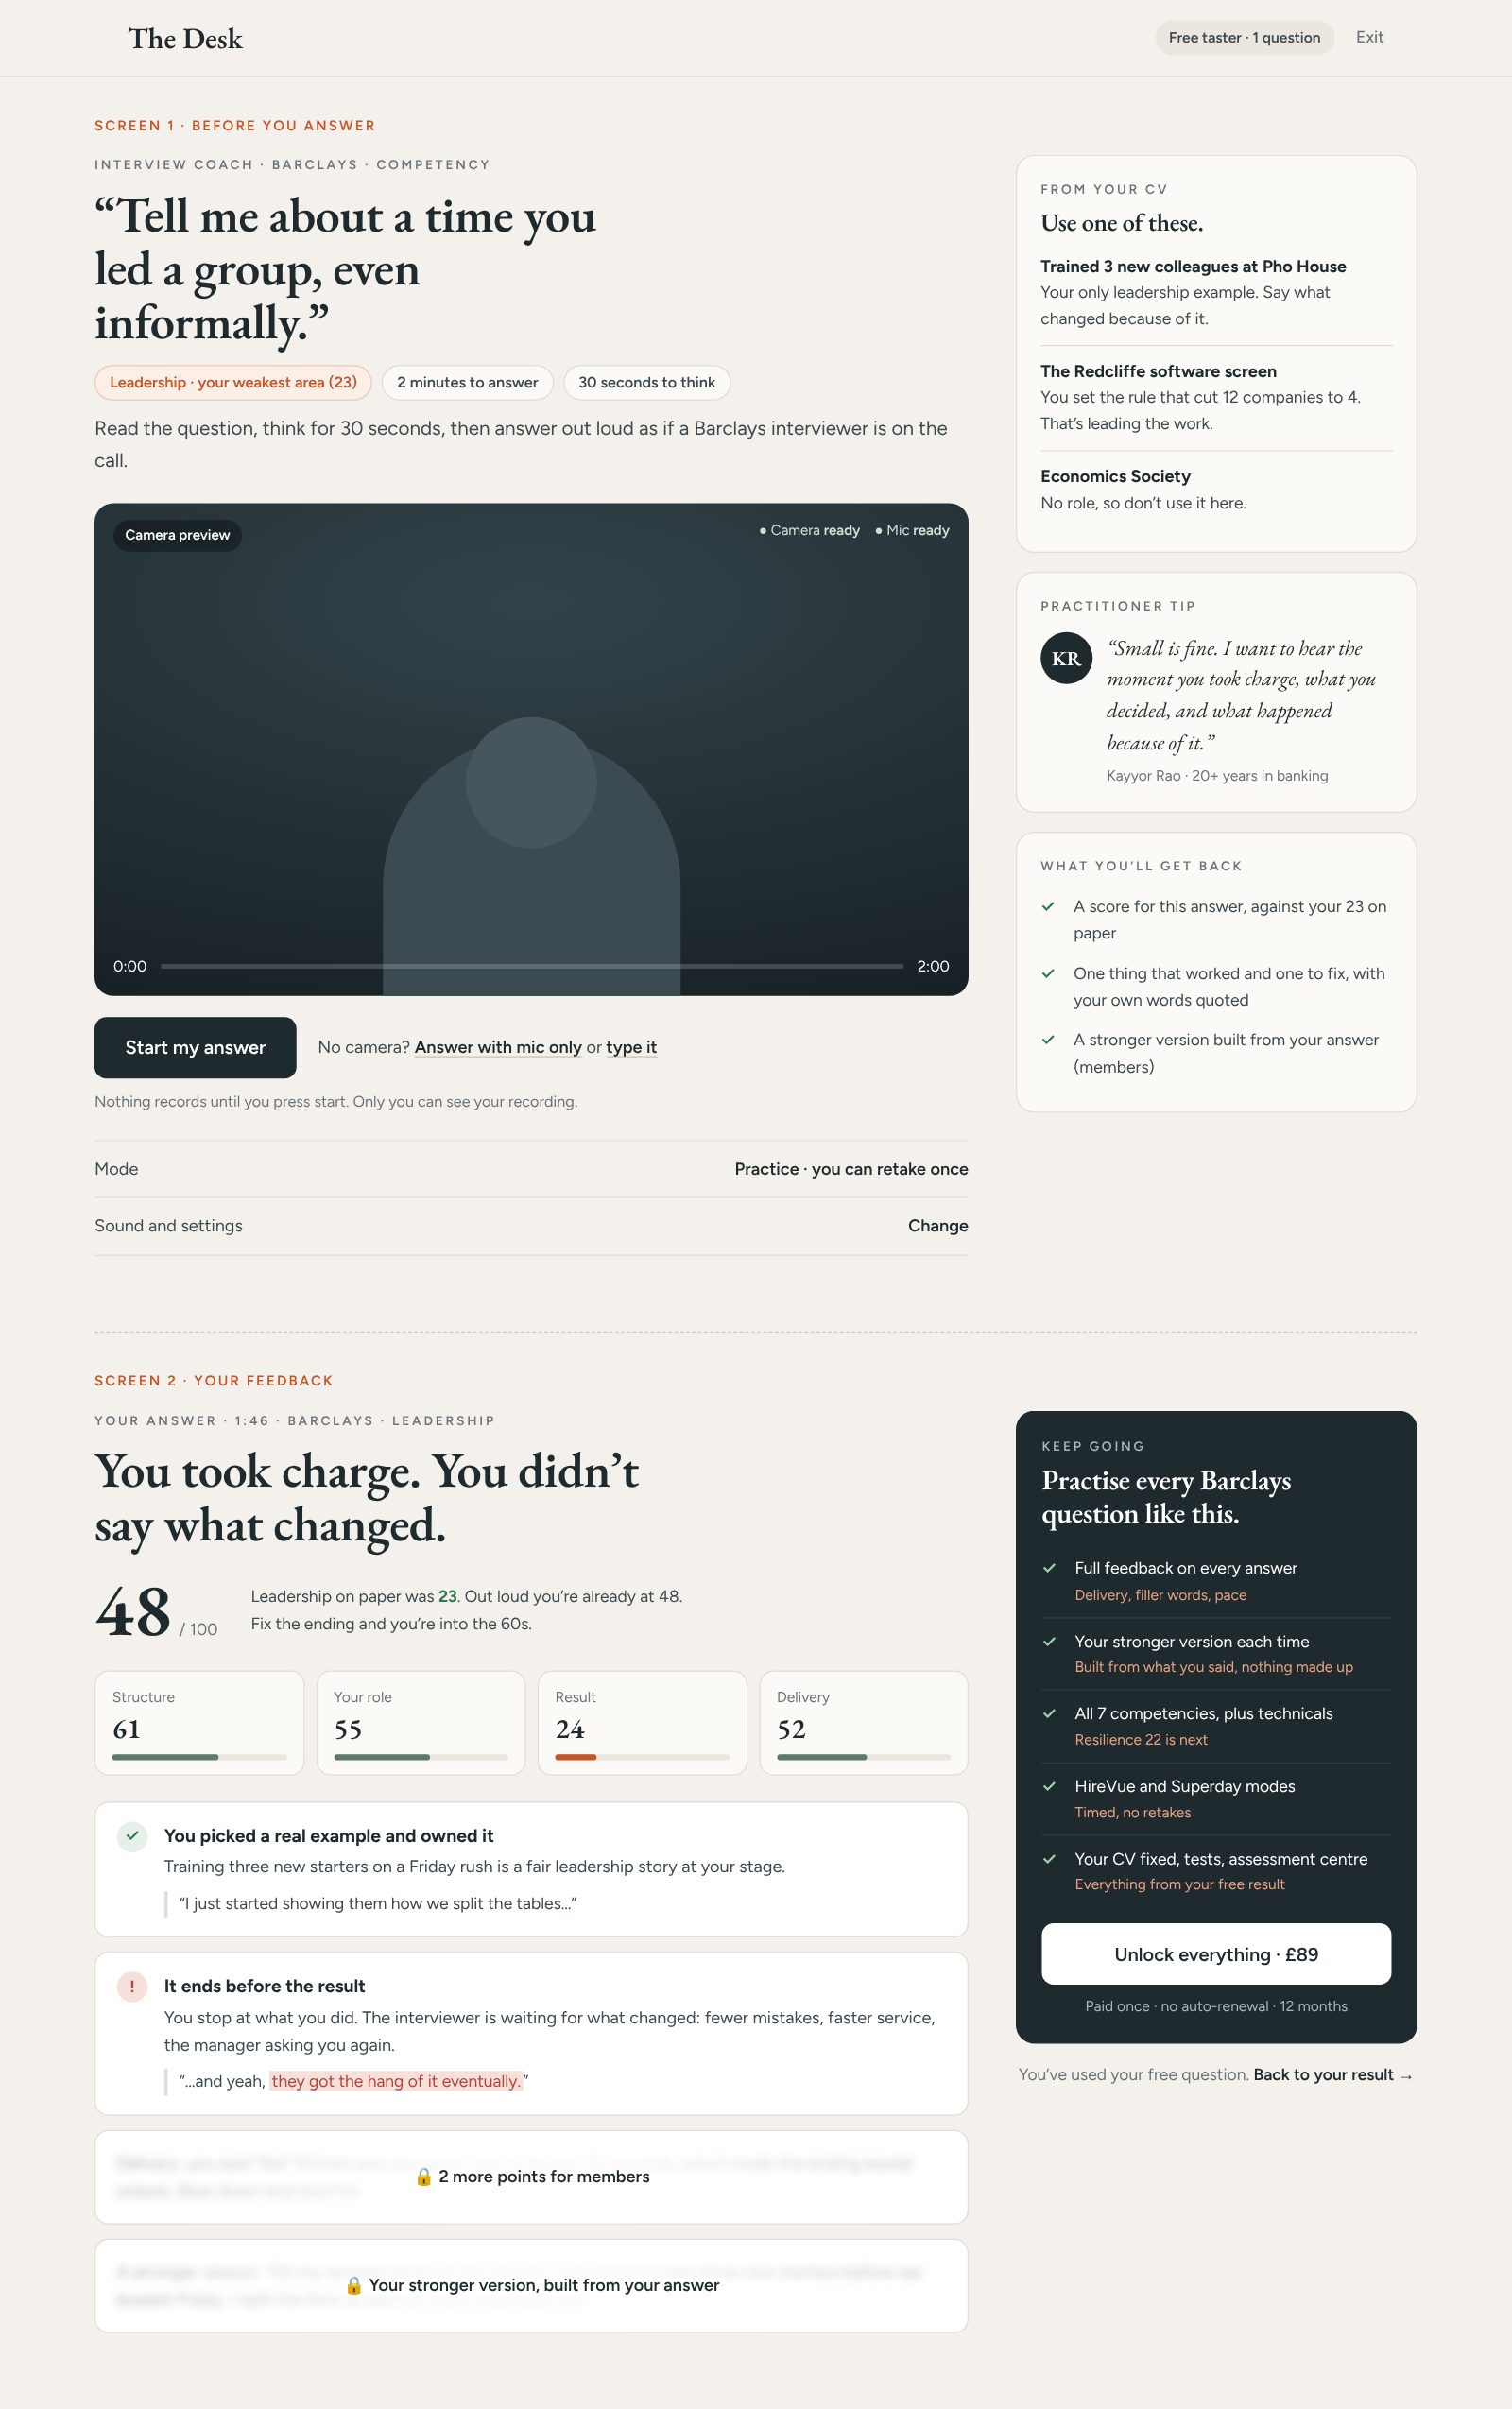 The Desk
Free taster · 1 question
Exit
SCREEN 1 · BEFORE YOU ANSWER
INTERVIEW COACH · BARCLAYS · COMPETENCY
“Tell me about a time you
led a group, even
informally.”
Leadership · your weakest area (23)
2 minutes to answer
30 seconds to think
Read the question, think for 30 seconds, then answer out loud as if a Barclays interviewer is on the
call.
Camera preview
● Camera ready
● Mic ready
0:00
2:00
Start my answer
No camera? Answer with mic only or type it
Nothing records until you press start. Only you can see your recording.
Mode
Practice · you can retake once
Sound and settings
Change
FROM YOUR CV
Use one of these.
Trained 3 new colleagues at Pho House
Your only leadership example. Say what
changed because of it.
The Redcliffe software screen
You set the rule that cut 12 companies to 4.
That’s leading the work.
Economics Society
No role, so don’t use it here.
PRACTITIONER TIP
KR
“Small is fine. I want to hear the
moment you took charge, what you
decided, and what happened
because of it.”
Kayyor Rao · 20+ years in banking
WHAT YOU’LL GET BACK
A score for this answer, against your 23 on
paper
One thing that worked and one to fix, with
your own words quoted
A stronger version built from your answer
(members)
SCREEN 2 · YOUR FEEDBACK
YOUR ANSWER · 1:46 · BARCLAYS · LEADERSHIP
You took charge. You didn’t
say what changed.
48 / 100
Leadership on paper was 23. Out loud you’re already at 48.
Fix the ending and you’re into the 60s.
Structure
61
Your role
55
Result
24
Delivery
52
You picked a real example and owned it
Training three new starters on a Friday rush is a fair leadership story at your stage.
“I just started showing them how we split the tables…”
!
It ends before the result
You stop at what you did. The interviewer is waiting for what changed: fewer mistakes, faster service,
the manager asking you again.
“…and yeah, they got the hang of it eventually.”
🔒 2 more points for members
🔒 Your stronger version, built from your answer
KEEP GOING
Practise every Barclays
question like this.
Full feedback on every answer
Delivery, filler words, pace
Your stronger version each time
Built from what you said, nothing made up
All 7 competencies, plus technicals
Resilience 22 is next
HireVue and Superday modes
Timed, no retakes
Your CV fixed, tests, assessment centre
Everything from your free result
Unlock everything · £89
Paid once · no auto-renewal · 12 months
You’ve used your free question. Back to your result →